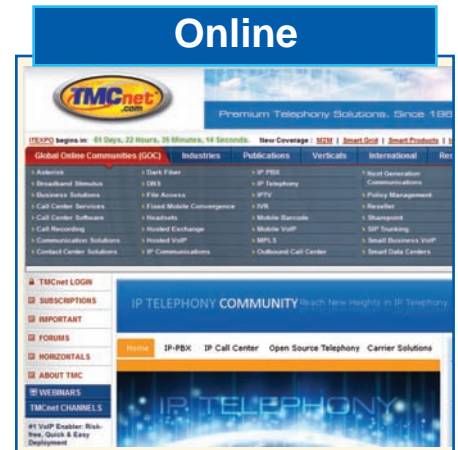 Online
TMCnet
.com
Premium Telephony Solutions. Since 198
ITEXPO begins in: 61 Days, 22 Hours, 35 Minutes, 14 Seconds. New Coverage : M2M | Smart Grid | Smart Products |
Global Online Communities (GOC) Industries Publications Verticals International Res
Asterisk Dark Fiber IP PBX Next Generation Communications
Broadband Stimulus DNS IP Telephony
Business Solutions File Access IPTV Policy Management
Call Center Services Fixed Mobile Convergence IVR Reseller
Call Center Software Headsets Mobile Barcode Sharepoint
Call Recording Hosted Exchange Mobile VoIP SIP Trunking
Communication Solutions Hosted VoIP MPLS Small Business VoIP
Contact Center Solutions IP Communications Outbound Call Center Smart Data Centers
TMCnet LOGIN
SUBSCRIPTIONS
IMPORTANT
FORUMS
HORIZONTALS
ABOUT TMC
WEBINARS
TMCnet CHANNELS
#1 VoIP Enabler: Risk-
free, Quick & Easy
Deployment
IP TELEPHONY COMMUNITY Reach New Heights in IP Telephony
Home IP-PBX IP Call Center Open Source Telephony Carrier Solutions
IP TELEPHONY